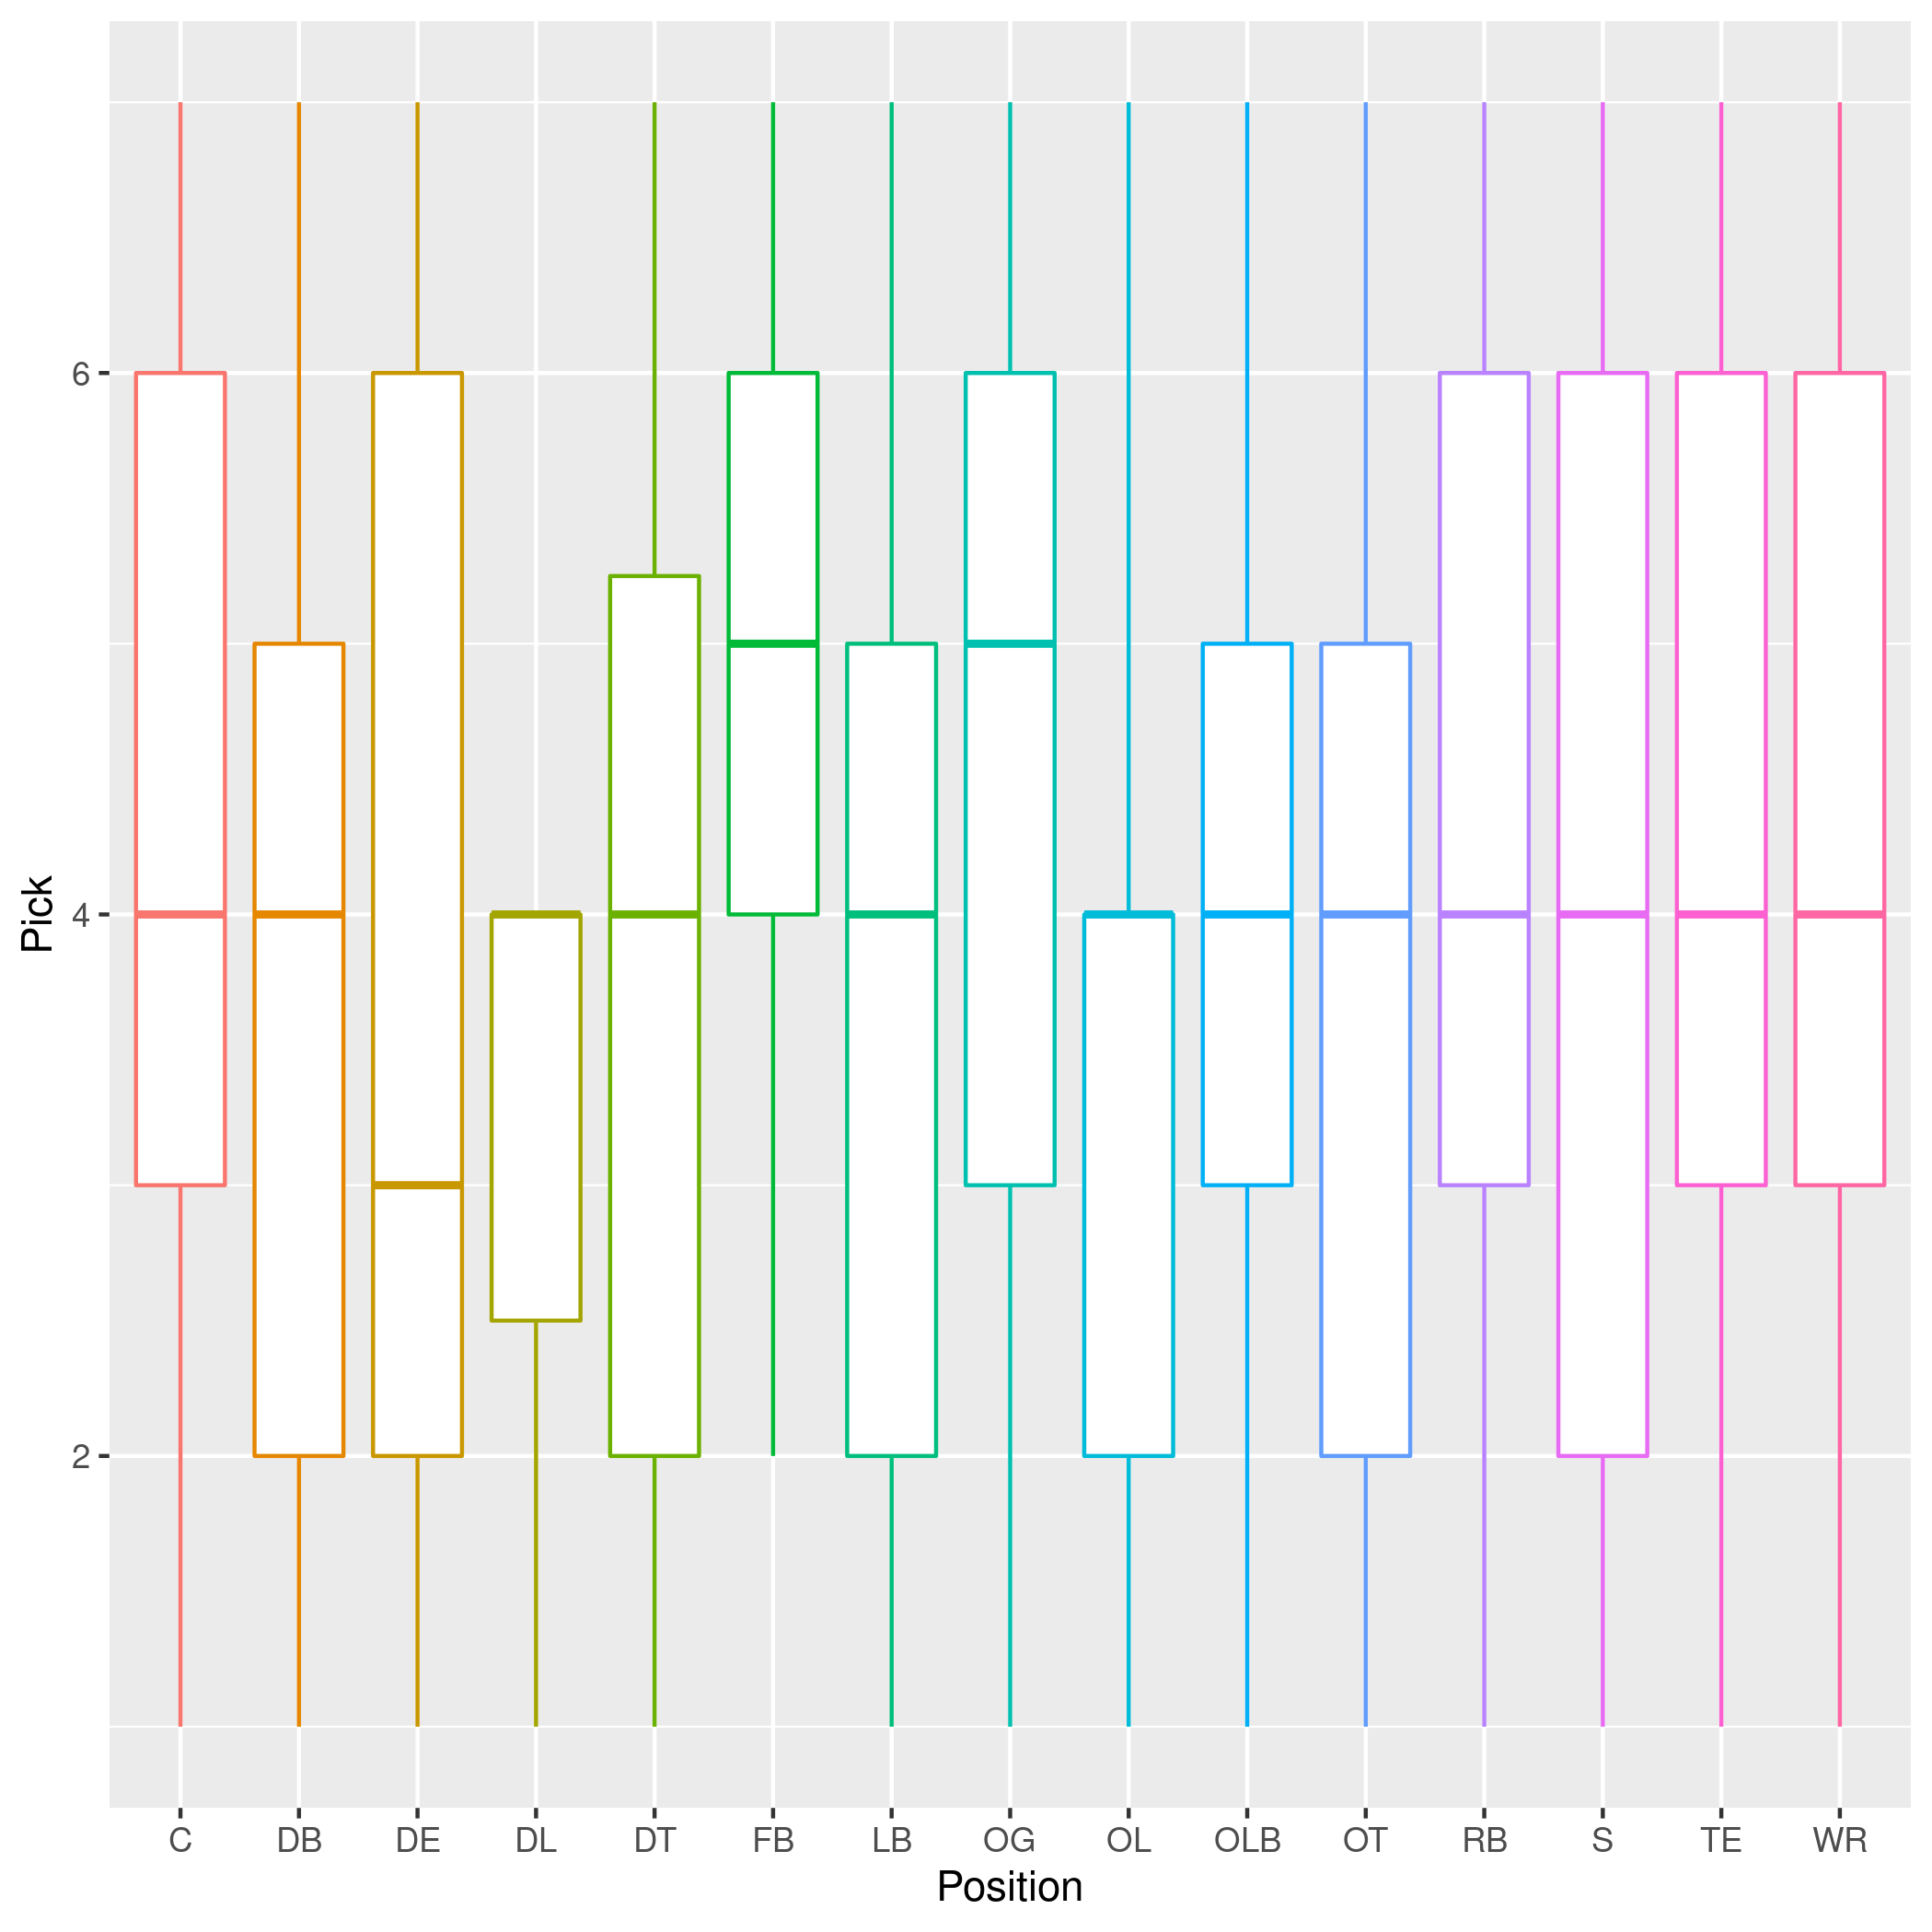 Pick
6
4
2
C DB DE DL DT FB LB OG OL OLB OT RB S TE WR
Position